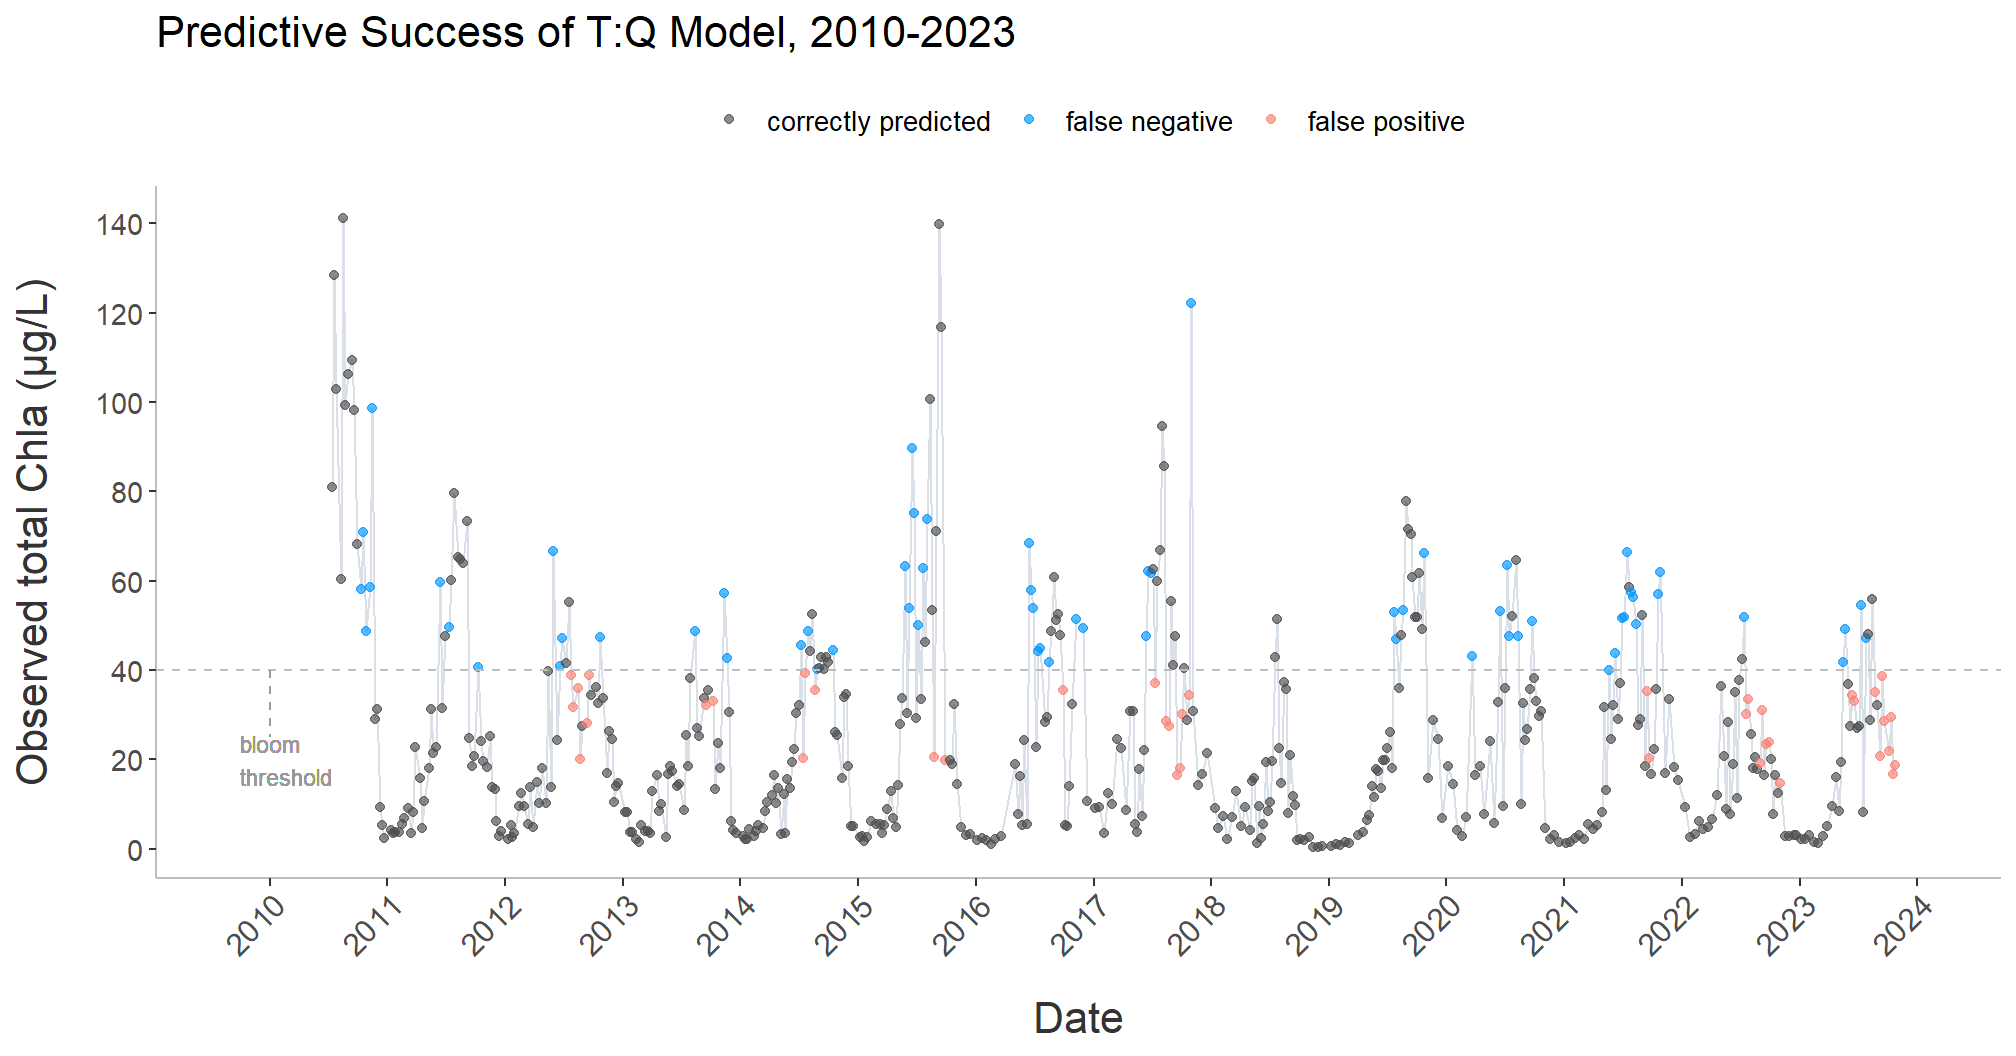 Predictive Success of T:Q Model, 2010-2023
correctly predicted
false negative
false positive
Observed total Chla (µg/L)
140
120
100
80
60
40
20
0
bloom
threshold
2010
2011
2012
2013
2014
2015
2016
2017
2018
2019
2020
2021
2022
2023
2024
Date